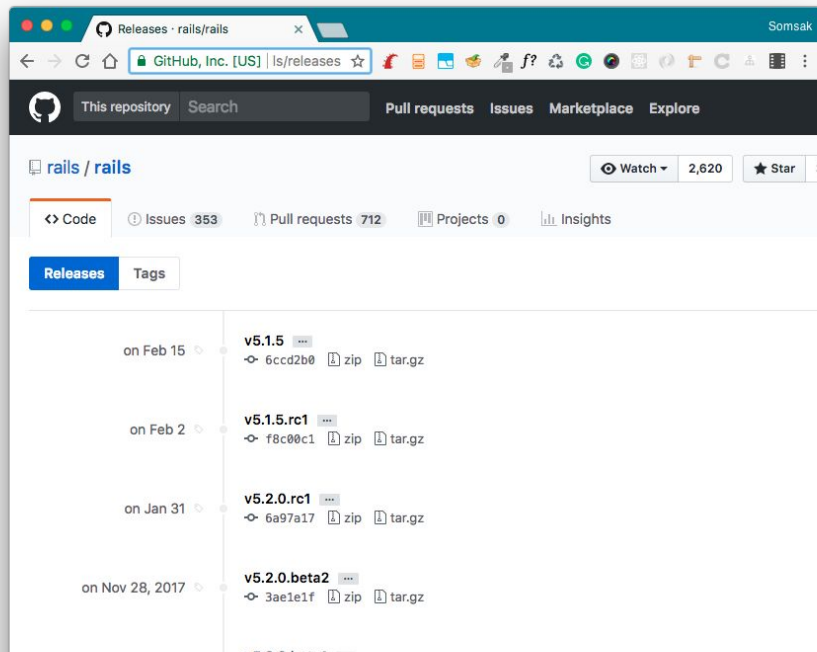 Releases · rails/rails
Somsak
GitHub, Inc. [US] ls/releases
f?
This repository Search Pull requests Issues Marketplace Explore
rails / rails
Watch 2,620 Star
Code Issues 353 Pull requests 712 Projects 0 Insights
Releases Tags
on Feb 15 v5.1.5 ...
6ccd2b0 zip tar.gz
on Feb 2 v5.1.5.rc1 ...
f8c00c1 zip tar.gz
on Jan 31 v5.2.0.rc1 ...
6a97a17 zip tar.gz
on Nov 28, 2017 v5.2.0.beta2 ...
3ae1e1f zip tar.gz